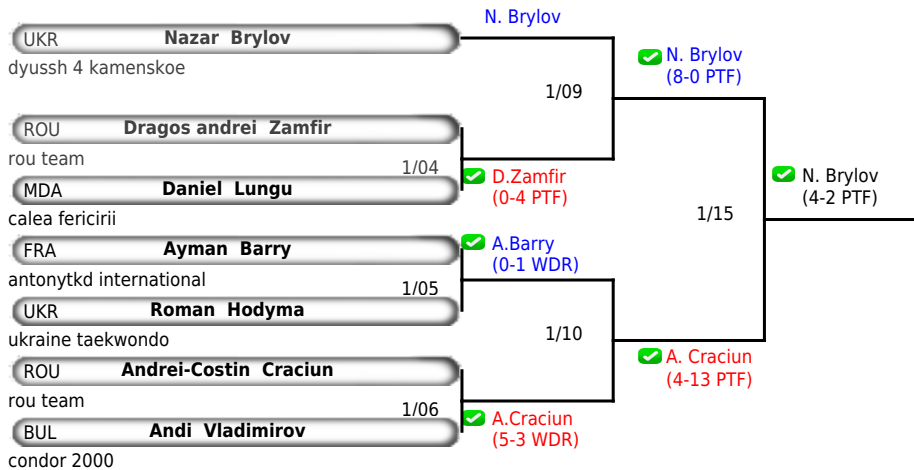 N. Brylov
UKR Nazar Brylov
dyussh 4 kamenskoe
N. Brylov
(8-0 PTF)
1/09
ROU Dragos andrei Zamfir
rou team
1/04
D.Zamfir
(0-4 PTF)
MDA Daniel Lungu
calea fericirii
N. Brylov
(4-2 PTF)
1/15
FRA Ayman Barry
antonytkd international
A.Barry
(0-1 WDR)
1/05
UKR Roman Hodyma
ukraine taekwondo
1/10
ROU Andrei-Costin Craciun
rou team
A. Craciun
(4-13 PTF)
1/06
A.Craciun
(5-3 WDR)
BUL Andi Vladimirov
condor 2000